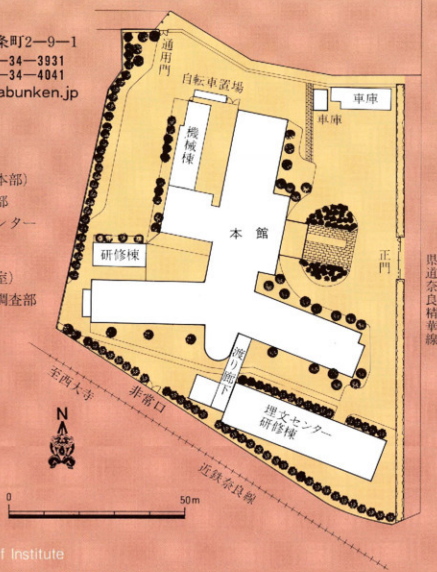 条町2—9—1
-34—3931
-34—4041
abunken.jp
本部)
部
ンター
室)
調査部
通用門
自転車置場
車庫
車庫
機械棟
本館
研修棟
正門
県道奈良精華線
渡り廊下
埋文センター
研修棟
至西大寺
非常口
近鉄奈良線
N
0
50m
f Institute